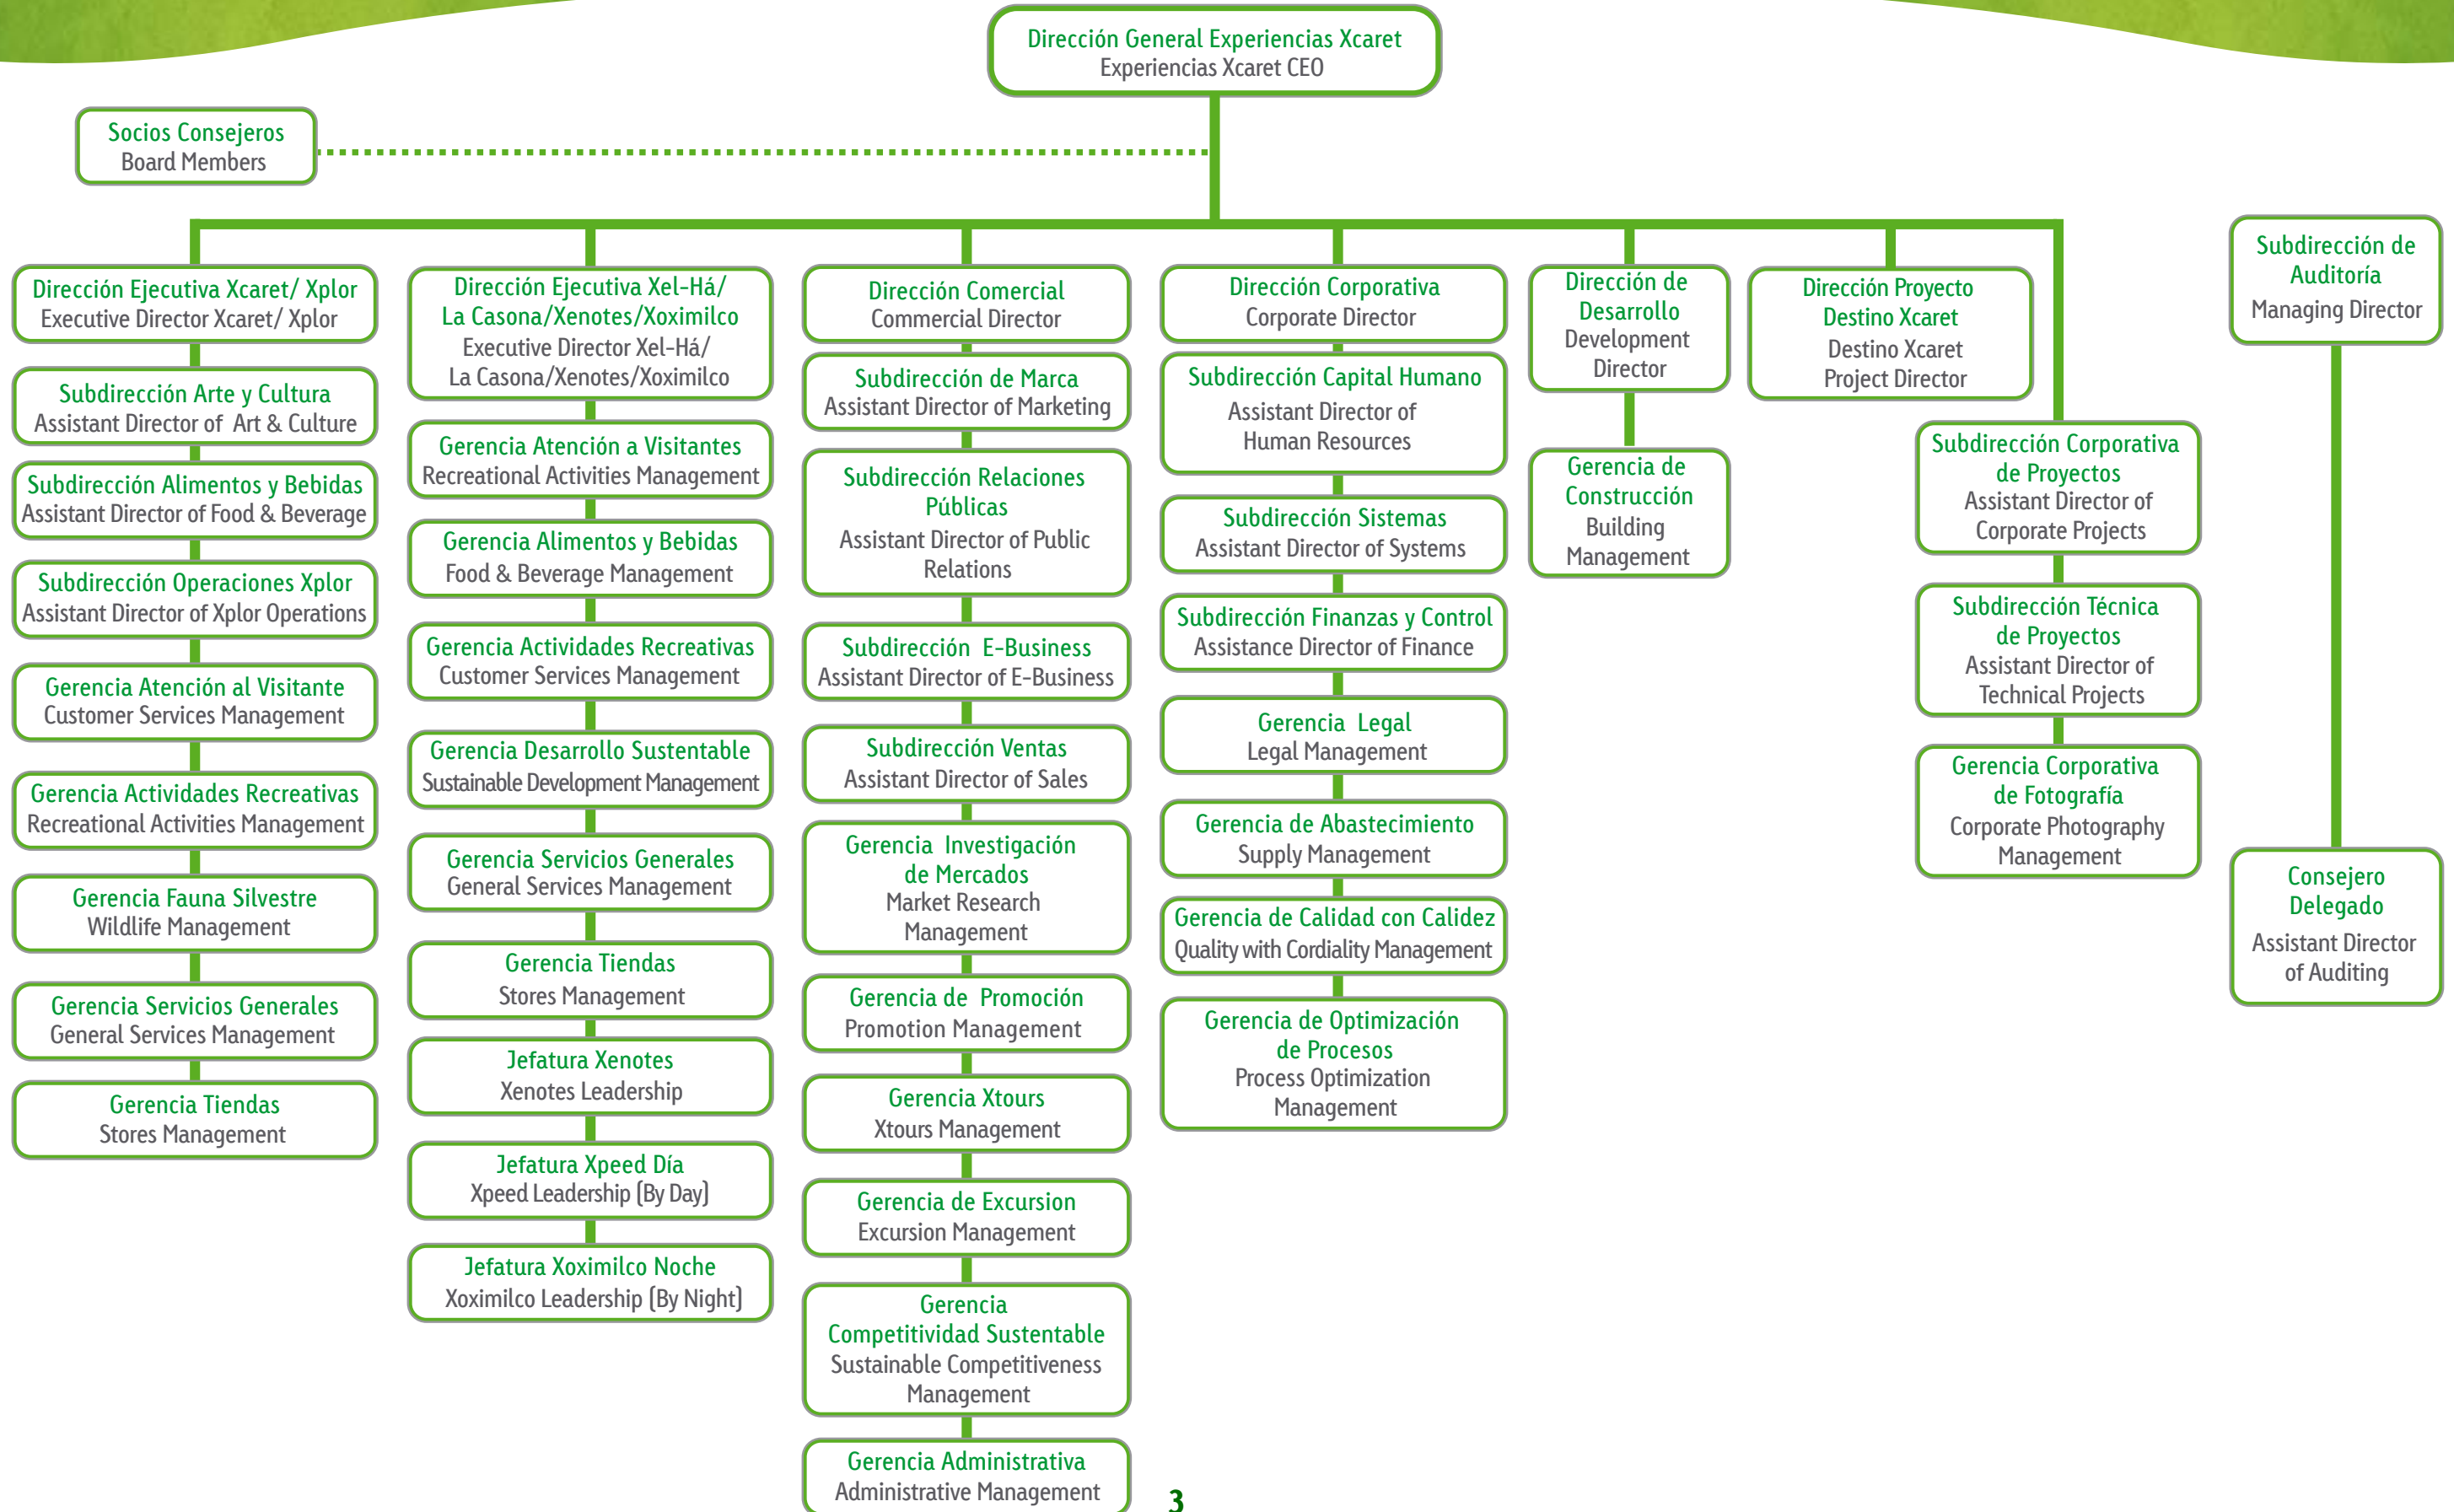 Dirección General Experiencias Xcaret
Experiencias Xcaret CEO
Socios Consejeros
Board Members
Dirección Ejecutiva Xcaret/ Xplor
Executive Director Xcaret/ Xplor
Subdirección Arte y Cultura
Assistant Director of Art & Culture
Subdirección Alimentos y Bebidas
Assistant Director of Food & Beverage
Subdirección Operaciones Xplor
Assistant Director of Xplor Operations
Gerencia Atención al Visitante
Customer Services Management
Gerencia Actividades Recreativas
Recreational Activities Management
Gerencia Fauna Silvestre
Wildlife Management
Gerencia Servicios Generales
General Services Management
Gerencia Tiendas
Stores Management
Dirección Ejecutiva Xel-Há/
La Casona/Xenotes/Xoximilco
Executive Director Xel-Há/
La Casona/Xenotes/Xoximilco
Gerencia Atención a Visitantes
Recreational Activities Management
Gerencia Alimentos y Bebidas
Food & Beverage Management
Gerencia Actividades Recreativas
Customer Services Management
Gerencia Desarrollo Sustentable
Sustainable Development Management
Gerencia Servicios Generales
General Services Management
Gerencia Tiendas
Stores Management
Jefatura Xenotes
Xenotes Leadership
Jefatura Xpeed Día
Xpeed Leadership (By Day)
Jefatura Xoximilco Noche
Xoximilco Leadership (By Night)
Dirección Comercial
Commercial Director
Subdirección de Marca
Assistant Director of Marketing
Subdirección Relaciones
Públicas
Assistant Director of Public
Relations
Subdirección E-Business
Assistant Director of E-Business
Subdirección Ventas
Assistant Director of Sales
Gerencia Investigación
de Mercados
Market Research
Management
Gerencia de Promoción
Promotion Management
Gerencia Xtours
Xtours Management
Gerencia de Excursion
Excursion Management
Gerencia
Competitividad Sustentable
Sustainable Competitiveness
Management
Gerencia Administrativa
Administrative Management
Dirección Corporativa
Corporate Director
Subdirección Capital Humano
Assistant Director of
Human Resources
Subdirección Sistemas
Assistant Director of Systems
Subdirección Finanzas y Control
Assistance Director of Finance
Gerencia Legal
Legal Management
Gerencia de Abastecimiento
Supply Management
Gerencia de Calidad con Calidez
Quality with Cordiality Management
Gerencia de Optimización
de Procesos
Process Optimization
Management
Dirección de
Desarrollo
Development
Director
Gerencia de
Construcción
Building
Management
Dirección Proyecto
Destino Xcaret
Destino Xcaret
Project Director
Subdirección Corporativa
de Proyectos
Assistant Director of
Corporate Projects
Subdirección Técnica
de Proyectos
Assistant Director of
Technical Projects
Gerencia Corporativa
de Fotografía
Corporate Photography
Management
Subdirección de
Auditoría
Managing Director
Consejero
Delegado
Assistant Director
of Auditing
3